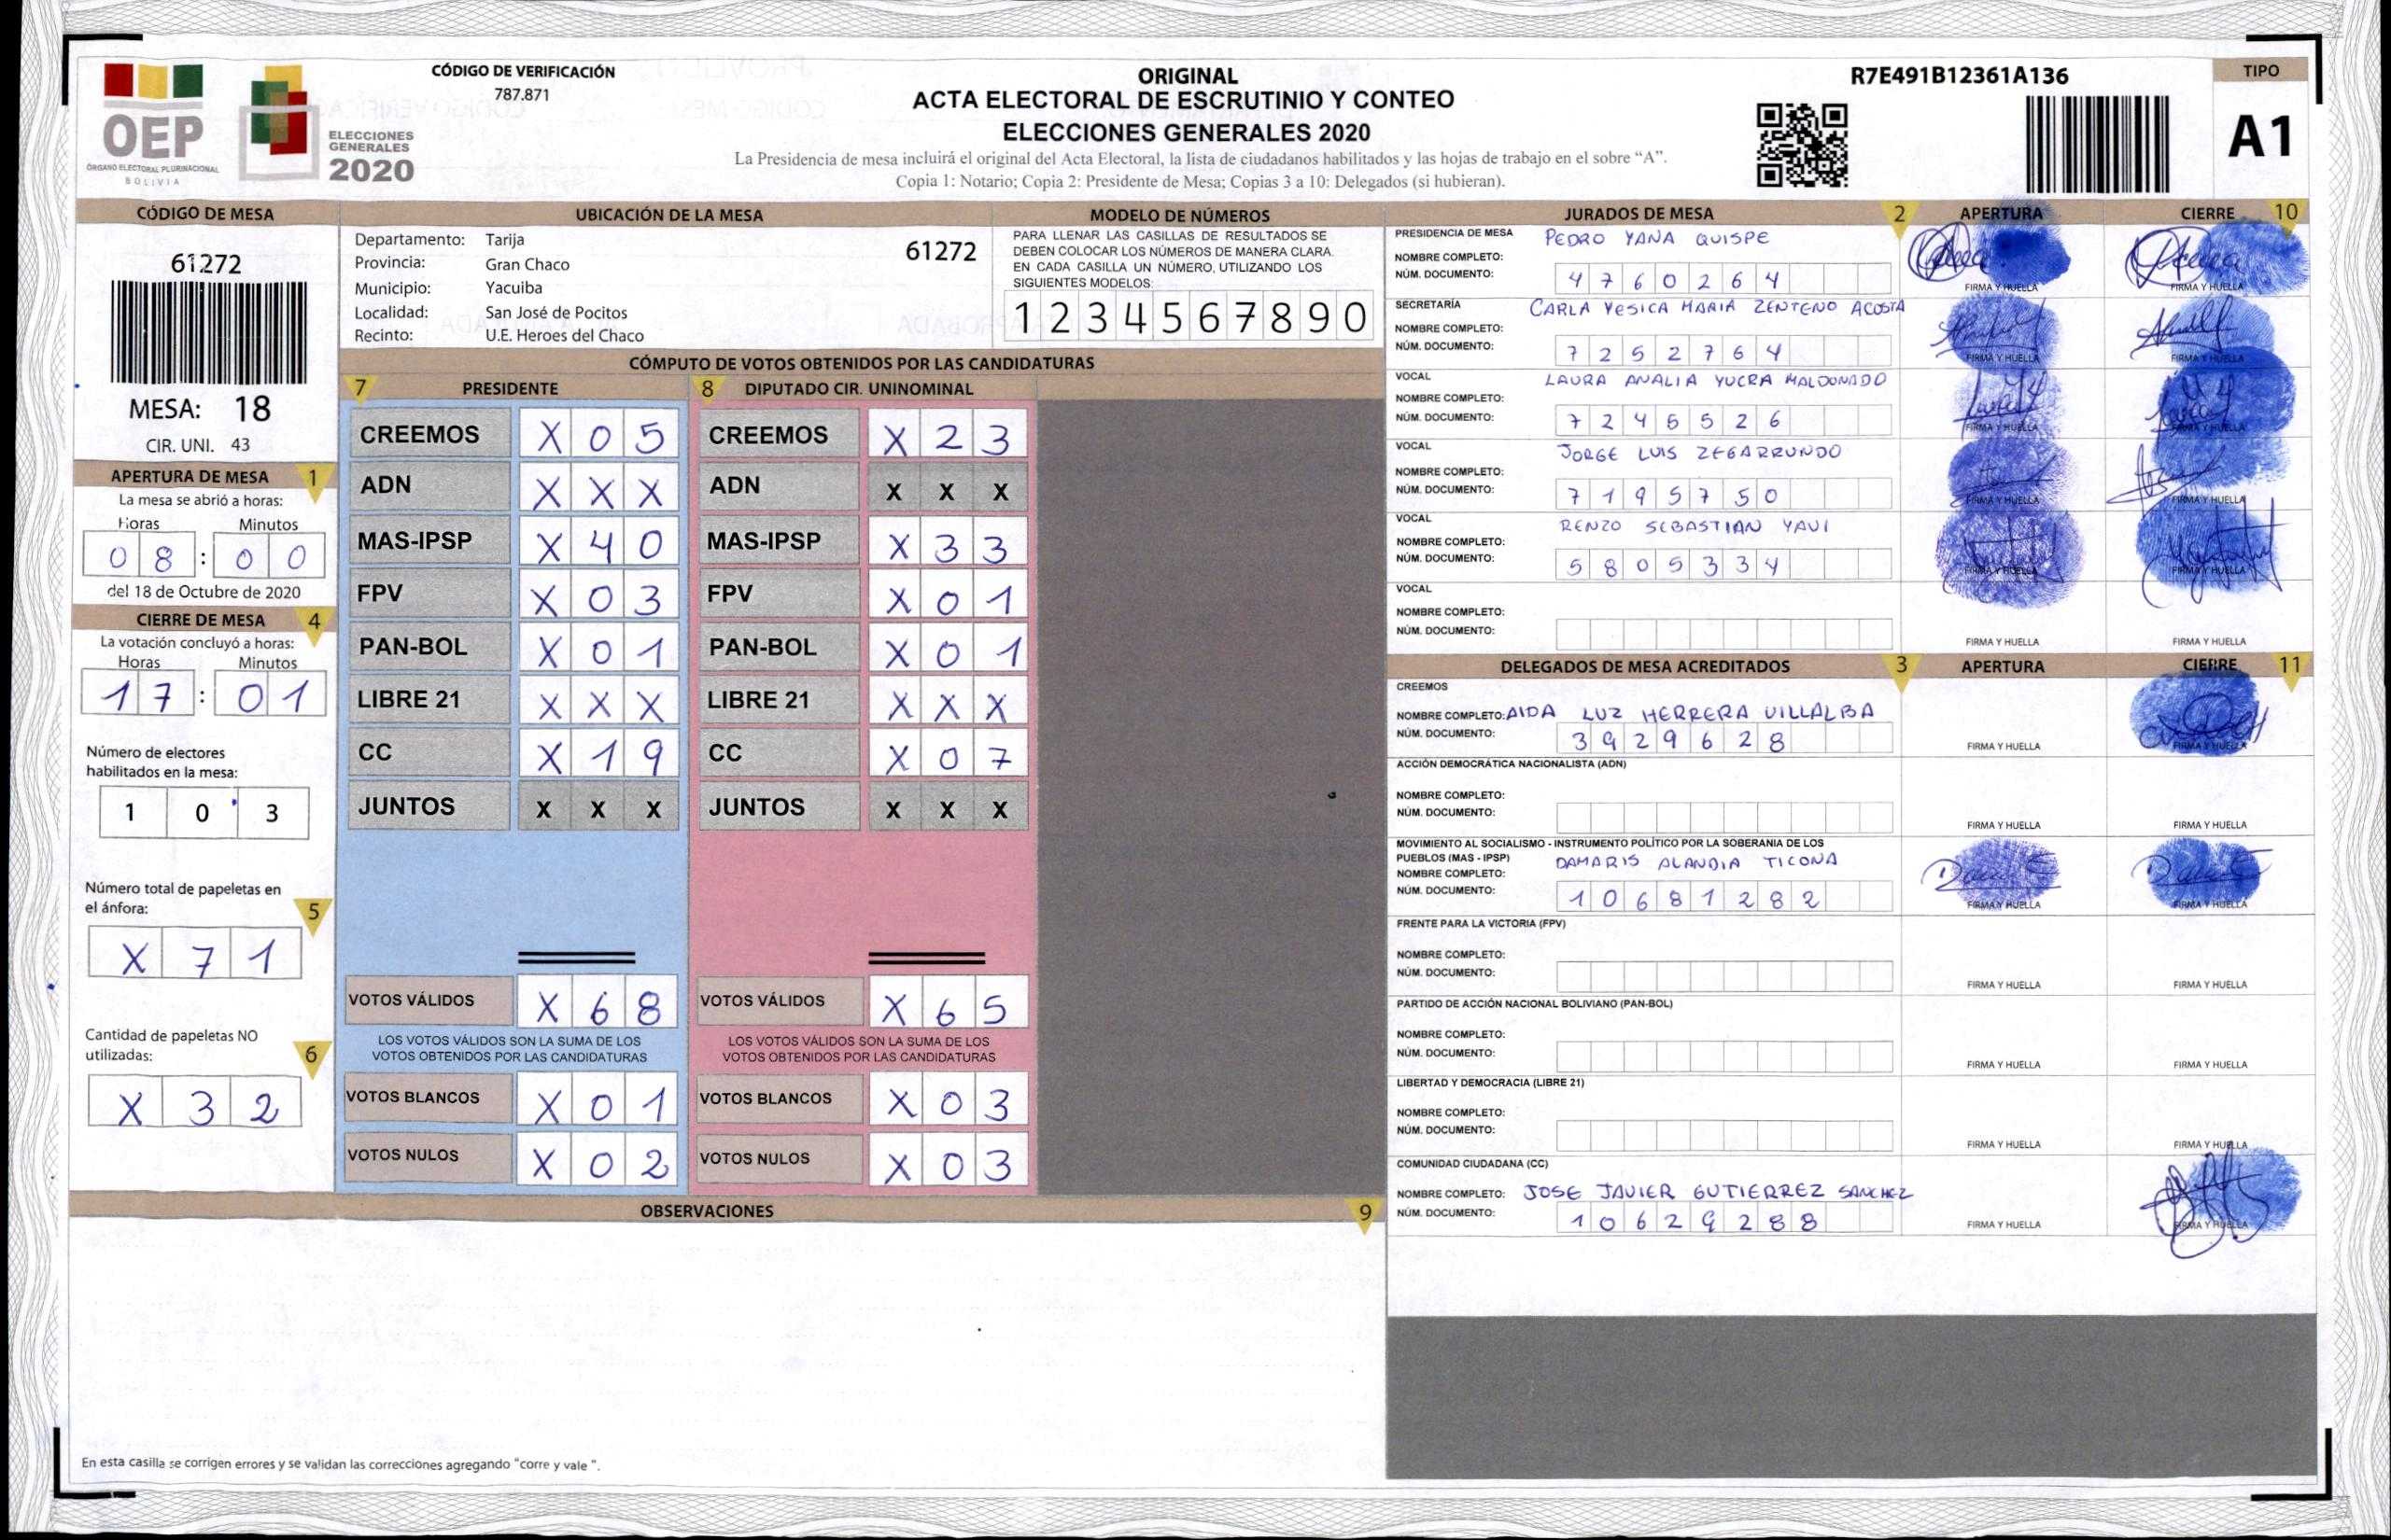 OEP
ÓRGANO ELECTORAL PLURINACIONAL
BOLIVIA
ELECCIONES
GENERALES
2020
CÓDIGO DE VERIFICACIÓN
787.871
ORIGINAL
ACTA ELECTORAL DE ESCRUTINIO Y CONTEO
ELECCIONES GENERALES 2020
La Presidencia de mesa incluirá el original del Acta Electoral, la lista de ciudadanos habilitados y las hojas de trabajo en el sobre “A”.
Copia 1: Notario; Copia 2: Presidente de Mesa; Copias 3 a 10: Delegados (si hubieran).
R7E491B12361A136
TIPO
A1
CÓDIGO DE MESA
61272
MESA: 18
CIR. UNI. 43
APERTURA DE MESA 1
La mesa se abrió a horas:
Horas Minutos
0 8 : 0 0
del 18 de Octubre de 2020
CIERRE DE MESA 4
La votación concluyó a horas:
Horas Minutos
1 7 : 0 1
Número de electores
habilitados en la mesa:
1 0 3
Número total de papeletas en
el ánfora: 5
X 7 1
Cantidad de papeletas NO
utilizadas: 6
X 3 2
UBICACIÓN DE LA MESA
Departamento: Tarija 61272
Provincia: Gran Chaco
Municipio: Yacuiba
Localidad: San José de Pocitos
Recinto: U.E. Heroes del Chaco
MODELO DE NÚMEROS
PARA LLENAR LAS CASILLAS DE RESULTADOS SE
DEBEN COLOCAR LOS NÚMEROS DE MANERA CLARA.
EN CADA CASILLA UN NÚMERO, UTILIZANDO LOS
SIGUIENTES MODELOS:
1 2 3 4 5 6 7 8 9 0
CÓMPUTO DE VOTOS OBTENIDOS POR LAS CANDIDATURAS
7 PRESIDENTE
CREEMOS X 0 5
ADN X X X
MAS-IPSP X 4 0
FPV X 0 3
PAN-BOL X 0 1
LIBRE 21 X X X
CC X 1 9
JUNTOS X X X
VOTOS VÁLIDOS X 6 8
LOS VOTOS VÁLIDOS SON LA SUMA DE LOS
VOTOS OBTENIDOS POR LAS CANDIDATURAS
VOTOS BLANCOS X 0 1
VOTOS NULOS X 0 2
8 DIPUTADO CIR. UNINOMINAL
CREEMOS X 2 3
ADN X X X
MAS-IPSP X 3 3
FPV X 0 1
PAN-BOL X 0 1
LIBRE 21 X X X
CC X 0 7
JUNTOS X X X
VOTOS VÁLIDOS X 6 5
LOS VOTOS VÁLIDOS SON LA SUMA DE LOS
VOTOS OBTENIDOS POR LAS CANDIDATURAS
VOTOS BLANCOS X 0 3
VOTOS NULOS X 0 3
OBSERVACIONES 9
En esta casilla se corrigen errores y se validan las correcciones agregando “corre y vale ”.
JURADOS DE MESA 2 APERTURA CIERRE 10
PRESIDENCIA DE MESA PEDRO YANA QUISPE
NOMBRE COMPLETO:
NÚM. DOCUMENTO: 4 7 6 0 2 6 4
FIRMA Y HUELLA FIRMA Y HUELLA
SECRETARÍA CARLA YESICA MARIA ZENTENO ACOSTA
NOMBRE COMPLETO:
NÚM. DOCUMENTO: 7 2 5 2 7 6 4
FIRMA Y HUELLA FIRMA Y HUELLA
VOCAL LAURA ANALIA YUCRA MALDONADO
NOMBRE COMPLETO:
NÚM. DOCUMENTO: 7 2 4 5 5 2 6
FIRMA Y HUELLA FIRMA Y HUELLA
VOCAL JORGE LUIS ZEGARRUNDO
NOMBRE COMPLETO:
NÚM. DOCUMENTO: 7 1 9 5 7 5 0
FIRMA Y HUELLA FIRMA Y HUELLA
VOCAL RENZO SEBASTIAN YAVI
NOMBRE COMPLETO:
NÚM. DOCUMENTO: 5 8 0 5 3 3 4
FIRMA Y HUELLA FIRMA Y HUELLA
VOCAL
NOMBRE COMPLETO:
NÚM. DOCUMENTO:
FIRMA Y HUELLA FIRMA Y HUELLA
DELEGADOS DE MESA ACREDITADOS 3 APERTURA CIERRE 11
CREEMOS
NOMBRE COMPLETO: AIDA LUZ HERRERA VILLALBA
NÚM. DOCUMENTO: 3 9 2 9 6 2 8
FIRMA Y HUELLA FIRMA Y HUELLA
ACCIÓN DEMOCRÁTICA NACIONALISTA (ADN)
NOMBRE COMPLETO:
NÚM. DOCUMENTO:
FIRMA Y HUELLA FIRMA Y HUELLA
MOVIMIENTO AL SOCIALISMO - INSTRUMENTO POLÍTICO POR LA SOBERANIA DE LOS
PUEBLOS (MAS - IPSP) DAMARIS ALANDIA TICONA
NOMBRE COMPLETO:
NÚM. DOCUMENTO: 1 0 6 8 1 2 8 2
FIRMA Y HUELLA FIRMA Y HUELLA
FRENTE PARA LA VICTORIA (FPV)
NOMBRE COMPLETO:
NÚM. DOCUMENTO:
FIRMA Y HUELLA FIRMA Y HUELLA
PARTIDO DE ACCIÓN NACIONAL BOLIVIANO (PAN-BOL)
NOMBRE COMPLETO:
NÚM. DOCUMENTO:
FIRMA Y HUELLA FIRMA Y HUELLA
LIBERTAD Y DEMOCRACIA (LIBRE 21)
NOMBRE COMPLETO:
NÚM. DOCUMENTO:
FIRMA Y HUELLA FIRMA Y HUELLA
COMUNIDAD CIUDADANA (CC)
NOMBRE COMPLETO: JOSE JAVIER GUTIERREZ SANCHEZ
NÚM. DOCUMENTO: 1 0 6 2 9 2 8 8
FIRMA Y HUELLA FIRMA Y HUELLA